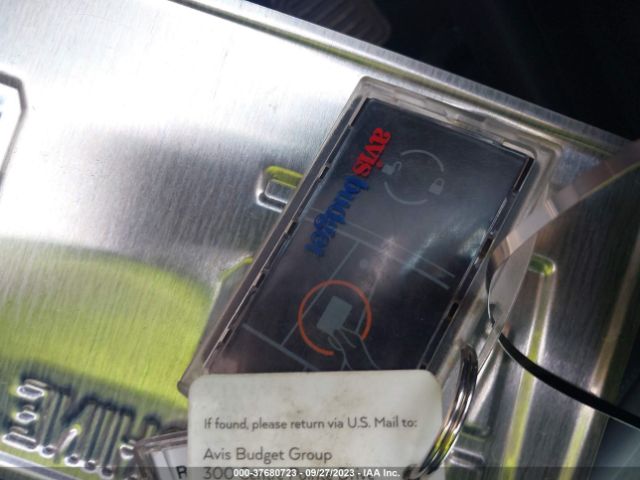 avis budget
If found, please return via U.S. Mail to:
Avis Budget Group
300
R
000-37680723 - 09/27/2023 - IAA Inc.